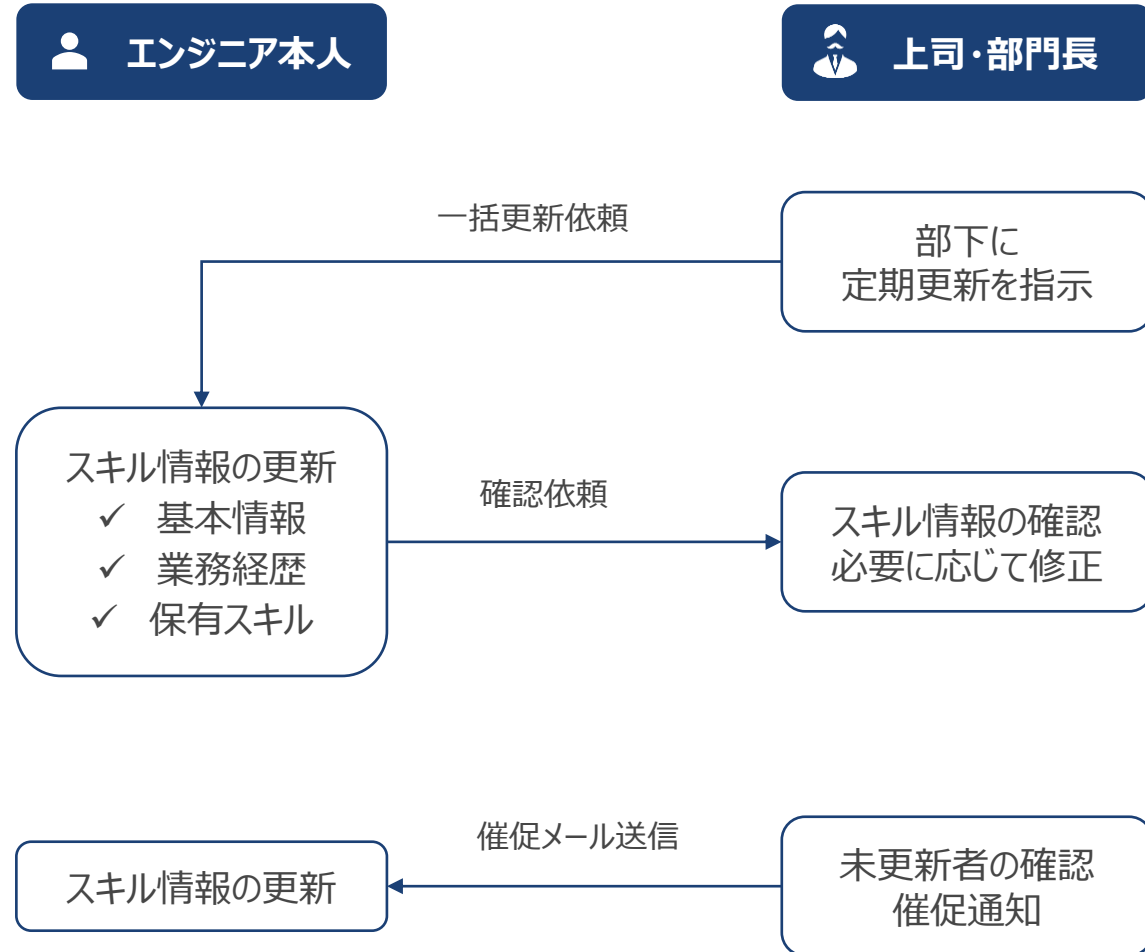 エンジニア本人
上司・部門長
一括更新依頼
部下に
定期更新を指示
スキル情報の更新
✓ 基本情報
✓ 業務経歴
✓ 保有スキル
確認依頼
スキル情報の確認
必要に応じて修正
催促メール送信
スキル情報の更新
未更新者の確認
催促通知